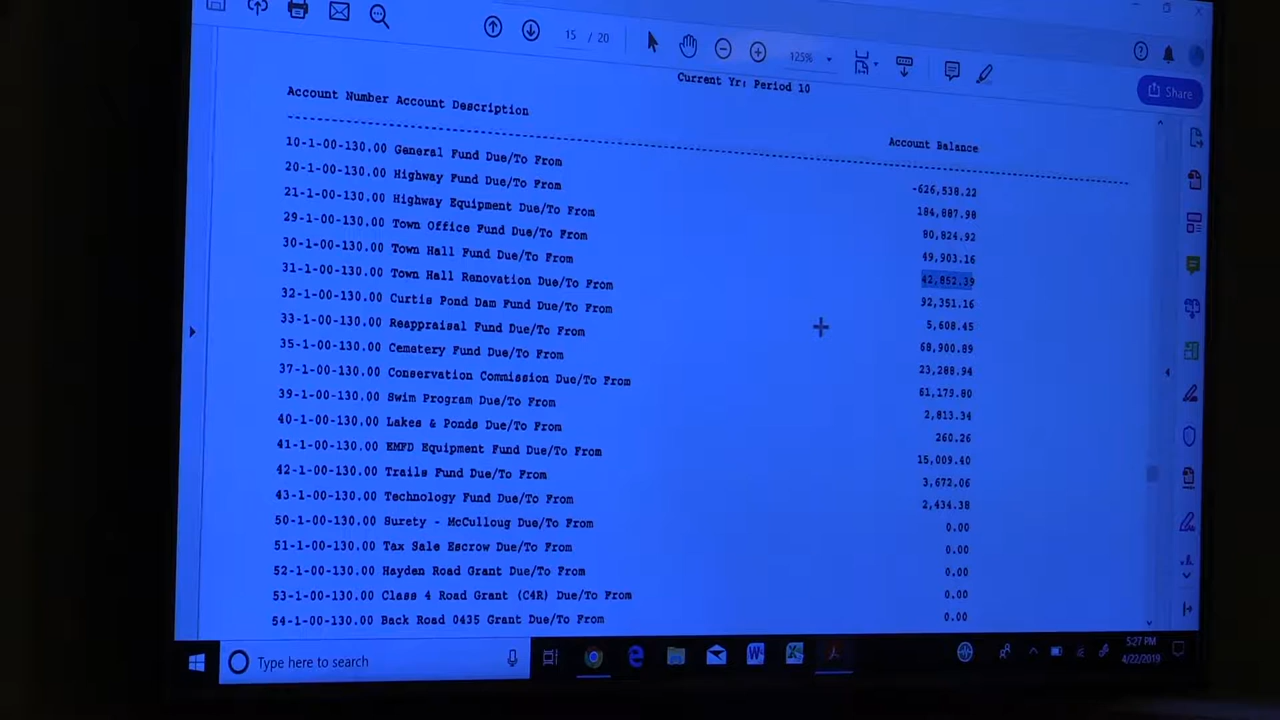 15 / 20
125%
Share
Current Yr: Period 10
Account Number Account Description Account Balance
10-1-00-130.00 General Fund Due/To From -626,538.22
20-1-00-130.00 Highway Fund Due/To From 184,887.98
21-1-00-130.00 Highway Equipment Due/To From 80,824.92
29-1-00-130.00 Town Office Fund Due/To From 49,903.16
30-1-00-130.00 Town Hall Fund Due/To From 42,852.39
31-1-00-130.00 Town Hall Renovation Due/To From 92,351.16
32-1-00-130.00 Curtis Pond Dam Fund Due/To From 5,608.45
33-1-00-130.00 Reappraisal Fund Due/To From 68,900.89
35-1-00-130.00 Cemetery Fund Due/To From 23,288.94
37-1-00-130.00 Conservation Commission Due/To From 61,179.80
39-1-00-130.00 Swim Program Due/To From 2,813.34
40-1-00-130.00 Lakes & Ponds Due/To From 260.26
41-1-00-130.00 EMFD Equipment Fund Due/To From 15,009.40
42-1-00-130.00 Trails Fund Due/To From 3,672.06
43-1-00-130.00 Technology Fund Due/To From 2,434.38
50-1-00-130.00 Surety - McCulloug Due/To From 0.00
51-1-00-130.00 Tax Sale Escrow Due/To From 0.00
52-1-00-130.00 Hayden Road Grant Due/To From 0.00
53-1-00-130.00 Class 4 Road Grant (C4R) Due/To From 0.00
54-1-00-130.00 Back Road 0435 Grant Due/To From 0.00
Type here to search
5:27 PM
4/22/2019